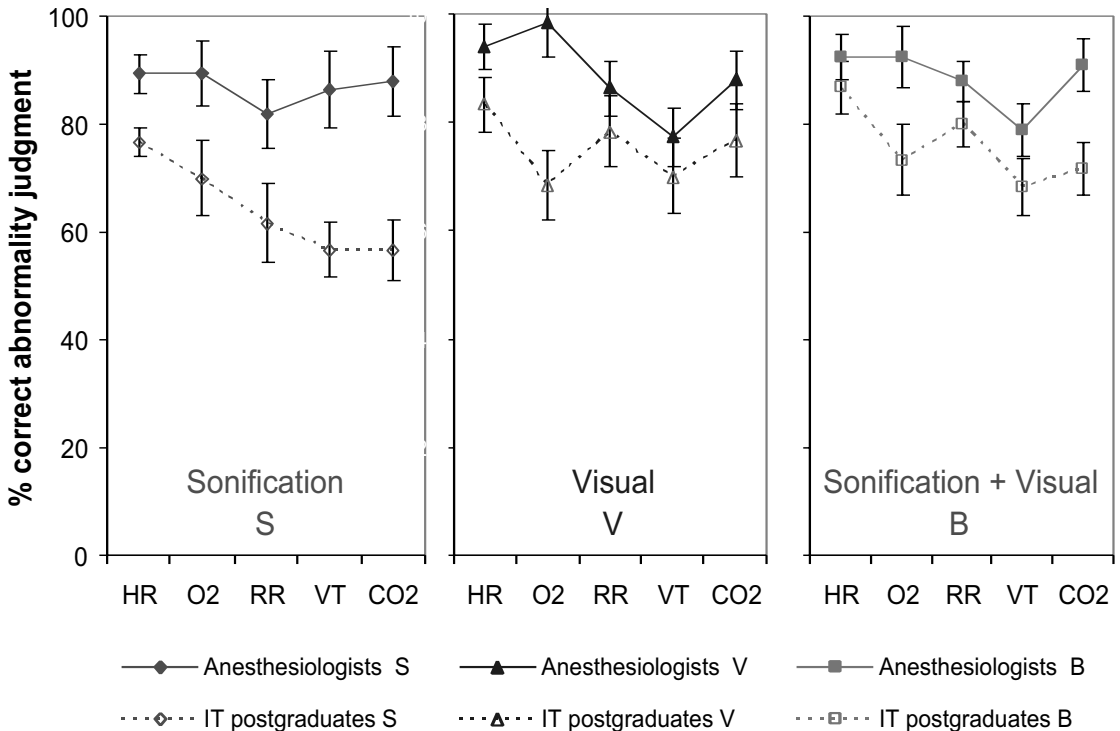 % correct abnormality judgment
100
80
60
40
20
0
Sonification
S
Visual
V
Sonification + Visual
B
HR O2 RR VT CO2
HR O2 RR VT CO2
HR O2 RR VT CO2
Anesthesiologists S
Anesthesiologists V
Anesthesiologists B
IT postgraduates S
IT postgraduates V
IT postgraduates B